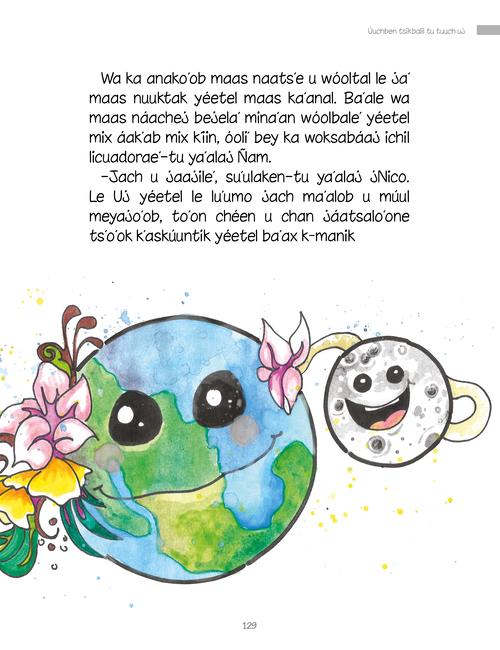 Úuchben tsikbalil tu tuuch uj
Wa ka anako'ob maas naats'e u wóoltal le ja'
maas nuuktak yéetel maas ka'anal. Ba'ale wa
maas náachej bejela' mina'an wóolbale' yéetel
mix áak'ab mix k'iin, óoli' bey ka woksabáaj ichil
licuadorae'–tu ya'alaj Ñam.
–Jach u jaajile', su'ulaken–tu ya'alaj jNico.
Le Uj yéetel le lu'umo jach ma'alob u múul
meyajo'ob, to'on chéen u chan jáatsalo'one
ts'o'ok k'askúuntik yéetel ba'ax k-manik
129